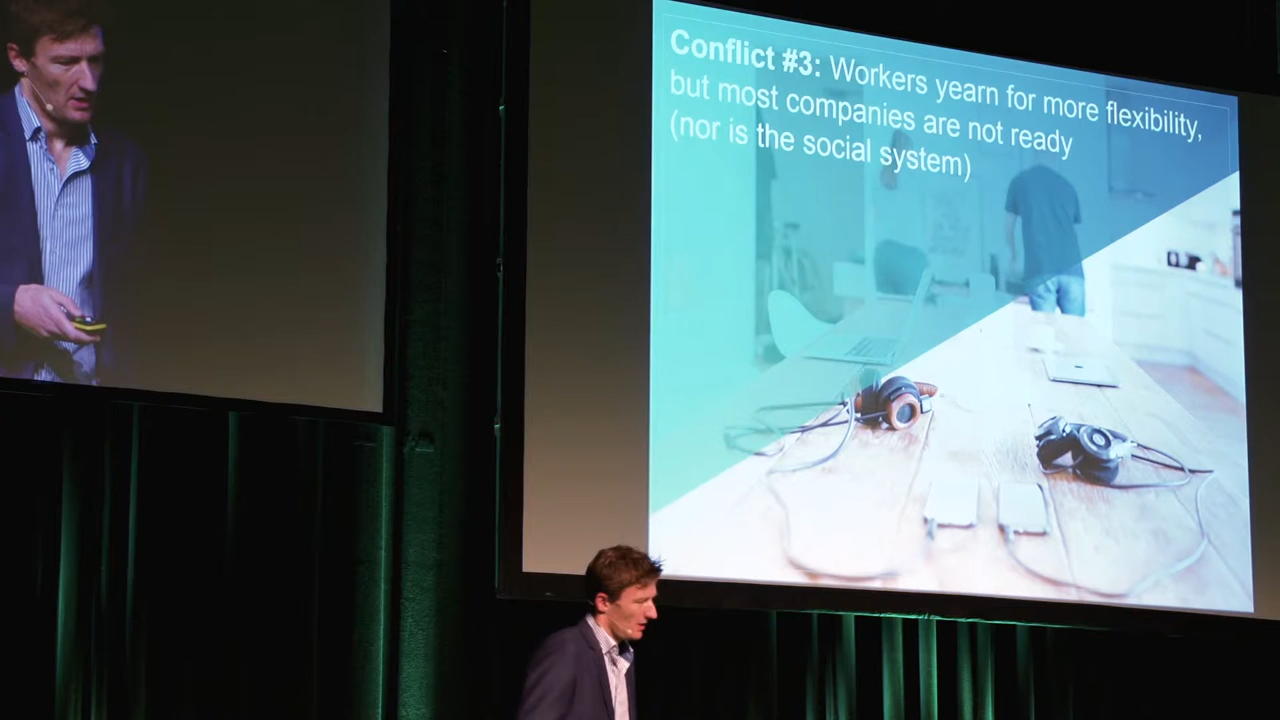 Conflict #3: Workers yearn for more flexibility,
but most companies are not ready
(nor is the social system)